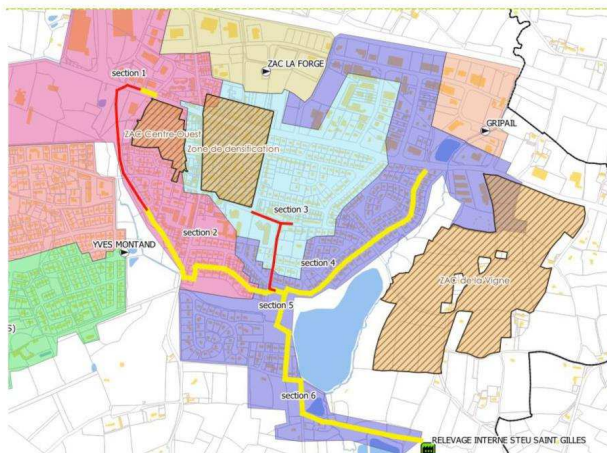 section 1
ZAC LA FORGE
GRIPAIL
ZAC Centre Ouest
Zone de densification
section 3
section 2
YVES MONTAND
section 4
ZAC de la Vigne
section 5
S)
section 6
RELEVAGE INTERNE STEU SAINT GILLES